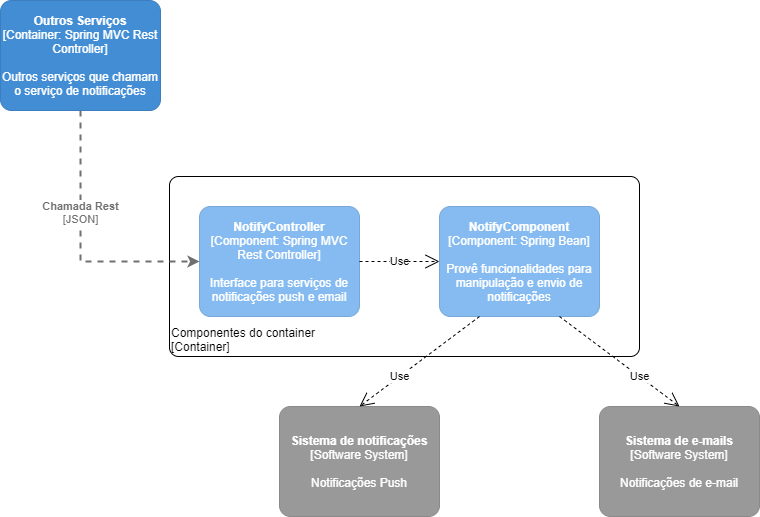 Outros Serviços
[Container: Spring MVC Rest
Controller]
Outros serviços que chamam
o serviço de notificações
Chamada Rest
[JSON]
NotifyController
[Component: Spring MVC
Rest Controller]
Interface para serviços de
notificações push e email
Use
NotifyComponent
[Component: Spring Bean]
Provê funcionalidades para
manipulação e envio de
notificações
Componentes do container
[Container]
Use
Use
Sistema de notificações
[Software System]
Notificações Push
Sistema de e-mails
[Software System]
Notificações de e-mail